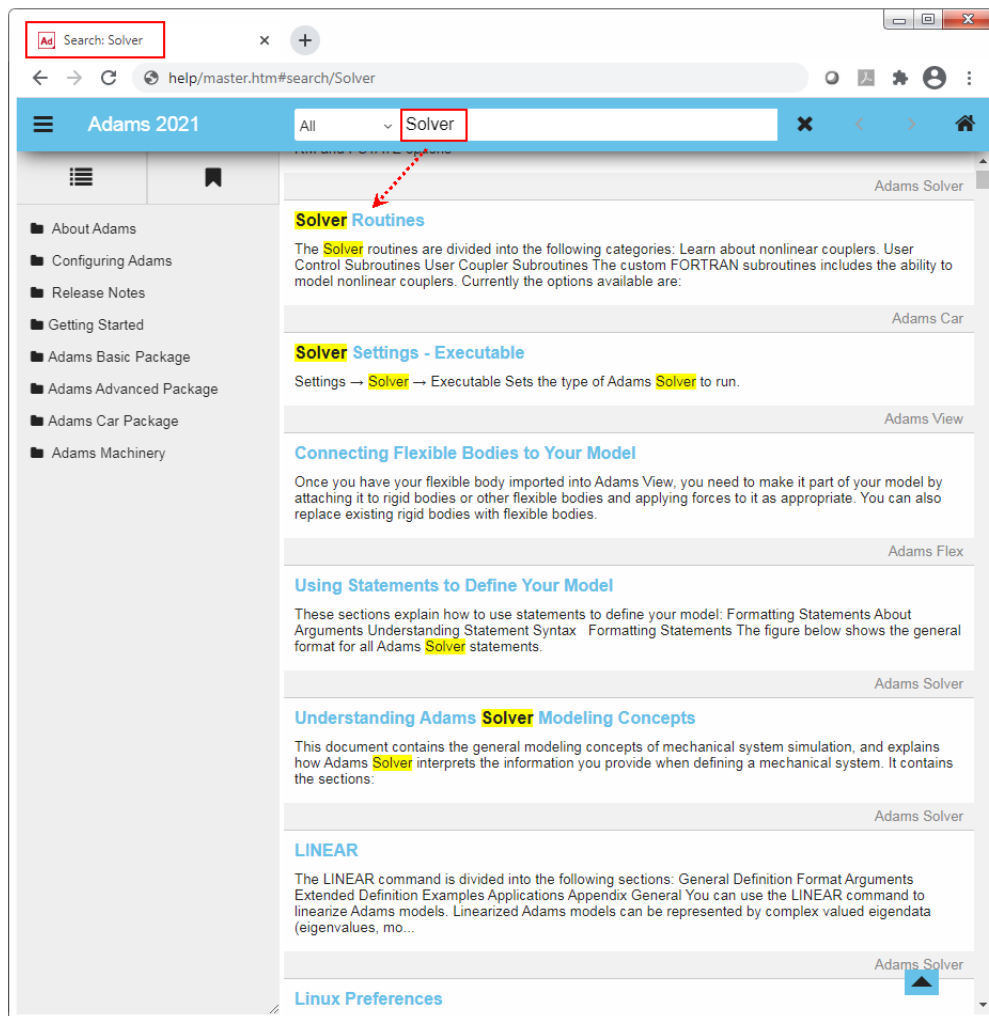 Ad Search: Solver
help/master.htm#search/Solver
Adams 2021
All
Solver
Adams Solver
About Adams
Configuring Adams
Release Notes
Getting Started
Adams Basic Package
Adams Advanced Package
Adams Car Package
Adams Machinery
Solver Routines
The Solver routines are divided into the following categories: Learn about nonlinear couplers. User
Control Subroutines User Coupler Subroutines The custom FORTRAN subroutines includes the ability to
model nonlinear couplers. Currently the options available are:
Adams Car
Solver Settings - Executable
Settings → Solver → Executable Sets the type of Adams Solver to run.
Adams View
Connecting Flexible Bodies to Your Model
Once you have your flexible body imported into Adams View, you need to make it part of your model by
attaching it to rigid bodies or other flexible bodies and applying forces to it as appropriate. You can also
replace existing rigid bodies with flexible bodies.
Adams Flex
Using Statements to Define Your Model
These sections explain how to use statements to define your model: Formatting Statements About
Arguments Understanding Statement Syntax Formatting Statements The figure below shows the general
format for all Adams Solver statements.
Adams Solver
Understanding Adams Solver Modeling Concepts
This document contains the general modeling concepts of mechanical system simulation, and explains
how Adams Solver interprets the information you provide when defining a mechanical system. It contains
the sections:
Adams Solver
LINEAR
The LINEAR command is divided into the following sections: General Definition Format Arguments
Extended Definition Examples Applications Appendix General You can use the LINEAR command to
linearize Adams models. Linearized Adams models can be represented by complex valued eigendata
(eigenvalues, mo...
Adams Solver
Linux Preferences